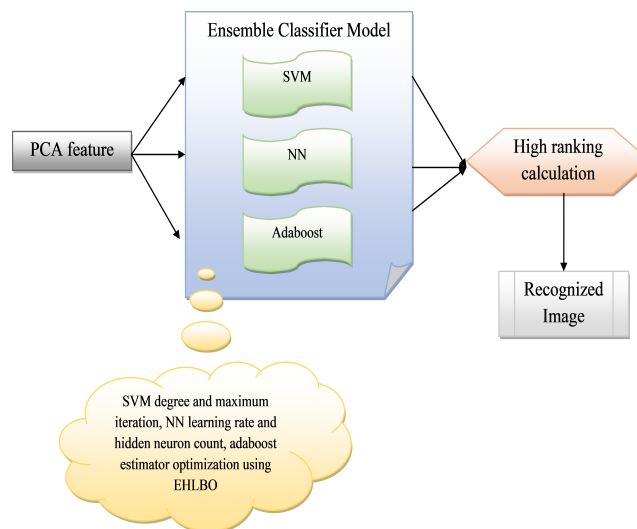 Ensemble Classifier Model
SVM
PCA feature
NN
High ranking
calculation
Adaboost
Recognized
Image
SVM degree and maximum
iteration, NN learning rate and
hidden neuron count, adaboost
estimator optimization using
EHLBO